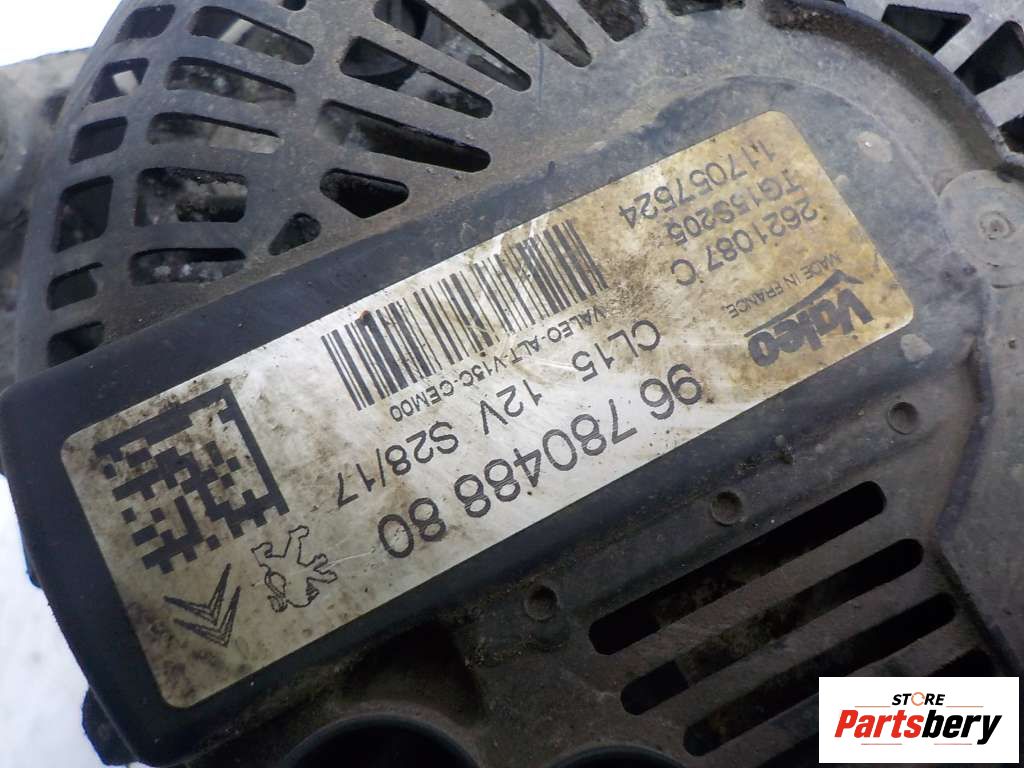 Valeo
MADE IN FRANCE
2621087 C
TG15S205
1.17057524
VALEO-ALT-V15C-CEM00
CL15 12V S28/17
96 780488 80
STORE
Partsbery